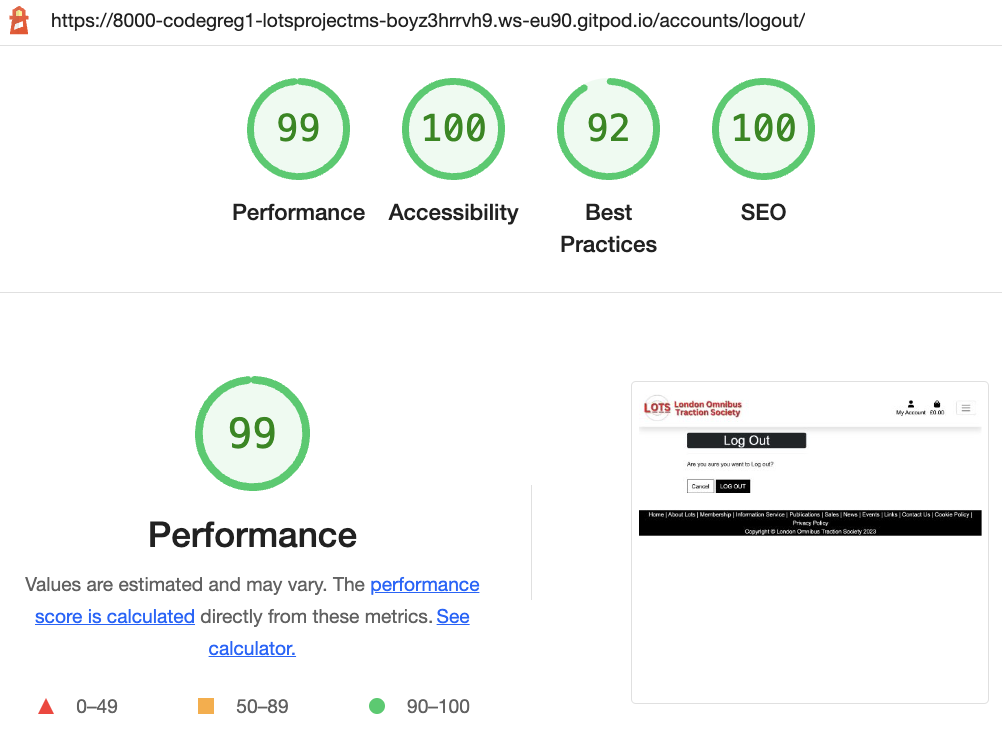 https://8000-codegreg1-lotsprojectms-boyz3hrrvh9.ws-eu90.gitpod.io/accounts/logout/
99
100
92
100
Performance
Accessibility
Best
Practices
SEO
99
Performance
Values are estimated and may vary. The performance
score is calculated directly from these metrics. See
calculator.
0–49
50–89
90–100
LOTS London Omnibus
Traction Society
My Account £0.00
Log Out
Are you sure you want to Log out?
Cancel LOG OUT
Home | About Lots | Membership | Information Service | Publications | Sales | News | Events | Links | Contact Us | Cookie Policy |
Privacy Policy
Copyright © London Omnibus Traction Society 2023